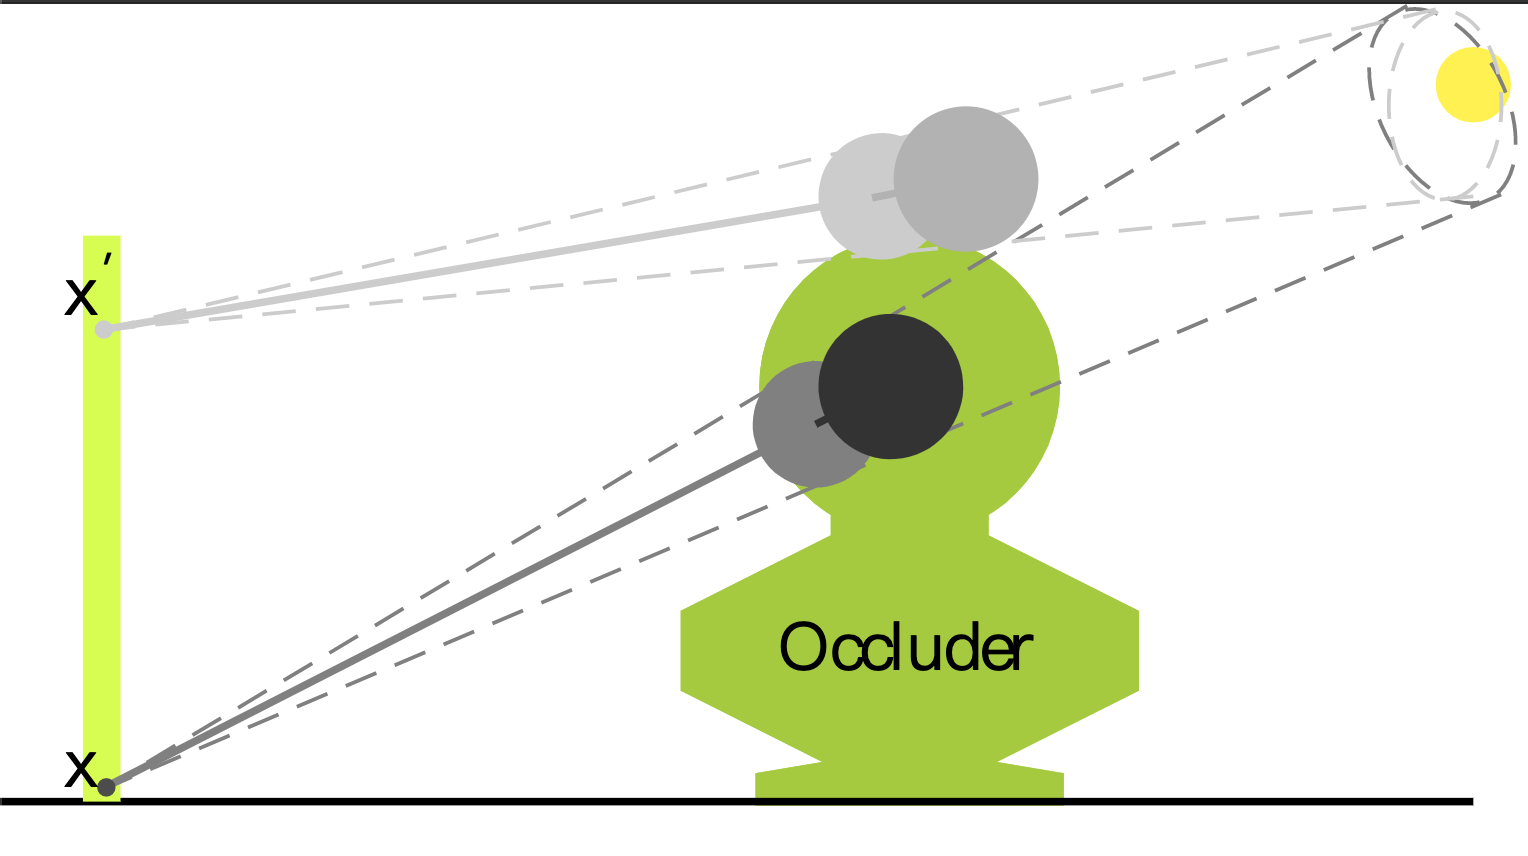 x′
Occluder
x